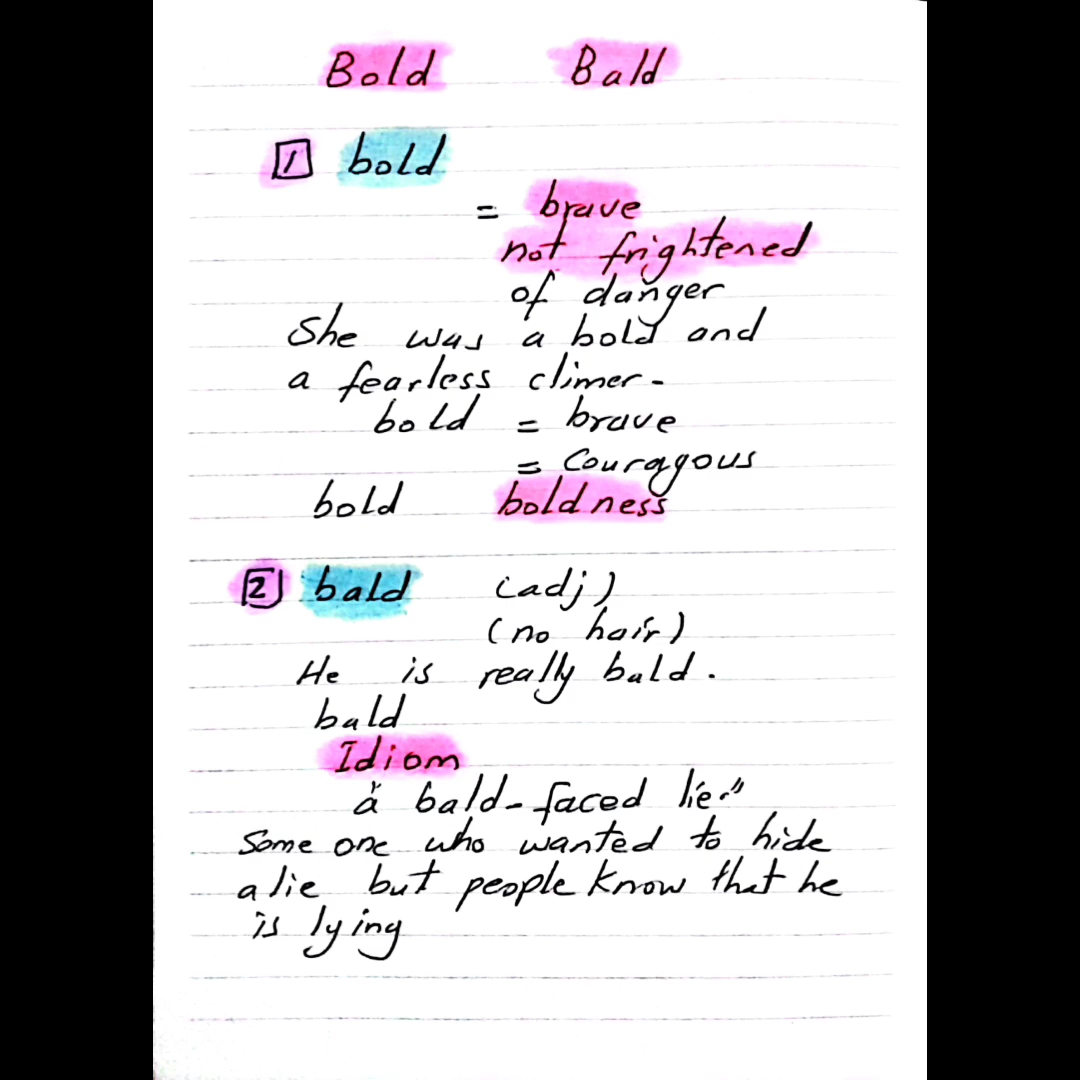 Bold Bald
1 bold
= brave
not frightened
of danger
She was a bold and
a fearless climer.
bold = brave
= Couragous
bold boldness
2 bald (adj)
(no hair)
He is really bald.
bald
Idiom
"a bald-faced lie."
Some one who wanted to hide
a lie but people know that he
is lying